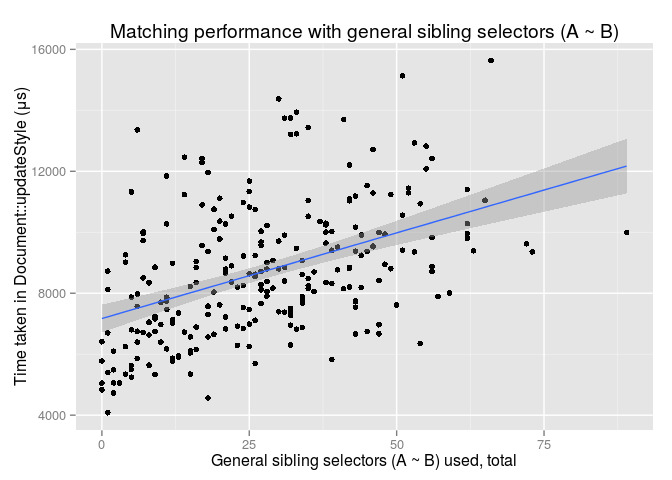 Matching performance with general sibling selectors (A ~ B)
Time taken in Document::updateStyle (µs)
16000
12000
8000
4000
0 25 50 75
General sibling selectors (A ~ B) used, total